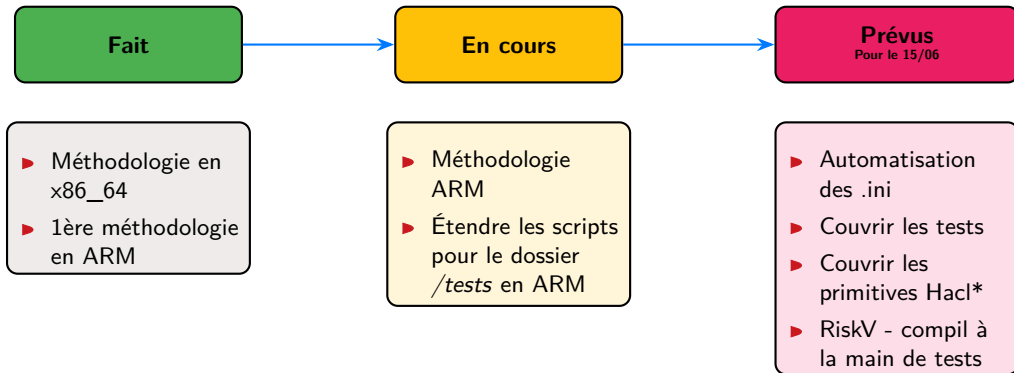 Fait
En cours
Prévus
Pour le 15/06
Méthodologie en
x86_64
1ère méthodologie
en ARM
Méthodologie
ARM
Étendre les scripts
pour le dossier
/tests en ARM
Automatisation
des .ini
Couvrir les tests
Couvrir les
primitives Hacl*
RiskV - compil à
la main de tests